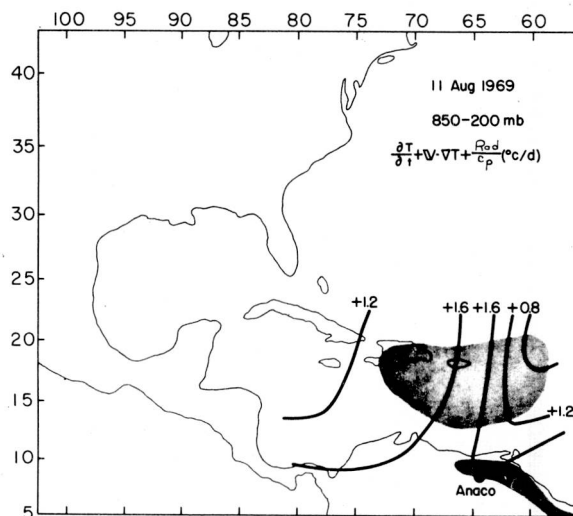 100 95 90 85 80 75 70 65 60
40
35
30
25
20
15
10
5
11 Aug 1969
850-200 mb
∂T/∂t + V·∇T + Rad/cp (°c/d)
+1.2
+1.6 +1.6 +0.8
+1.2
Anaco